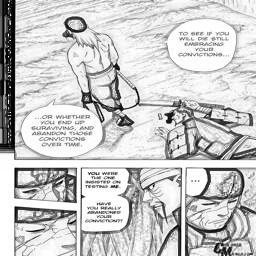 TO SEE IF YOU
WILL DIE STILL
EMBRACING
YOUR
CONVICTIONS...
...OR WHETHER
YOU END UP
SURAVIVING, AND
ABANDON THOSE
CONVICTIONS
OVER TIME.
YOU WERE
THE ONE
INSISTED ON
TESTING ME.
HAVE
YOU REALLY
ABANDONED
YOUR
CONVICTION?!
...